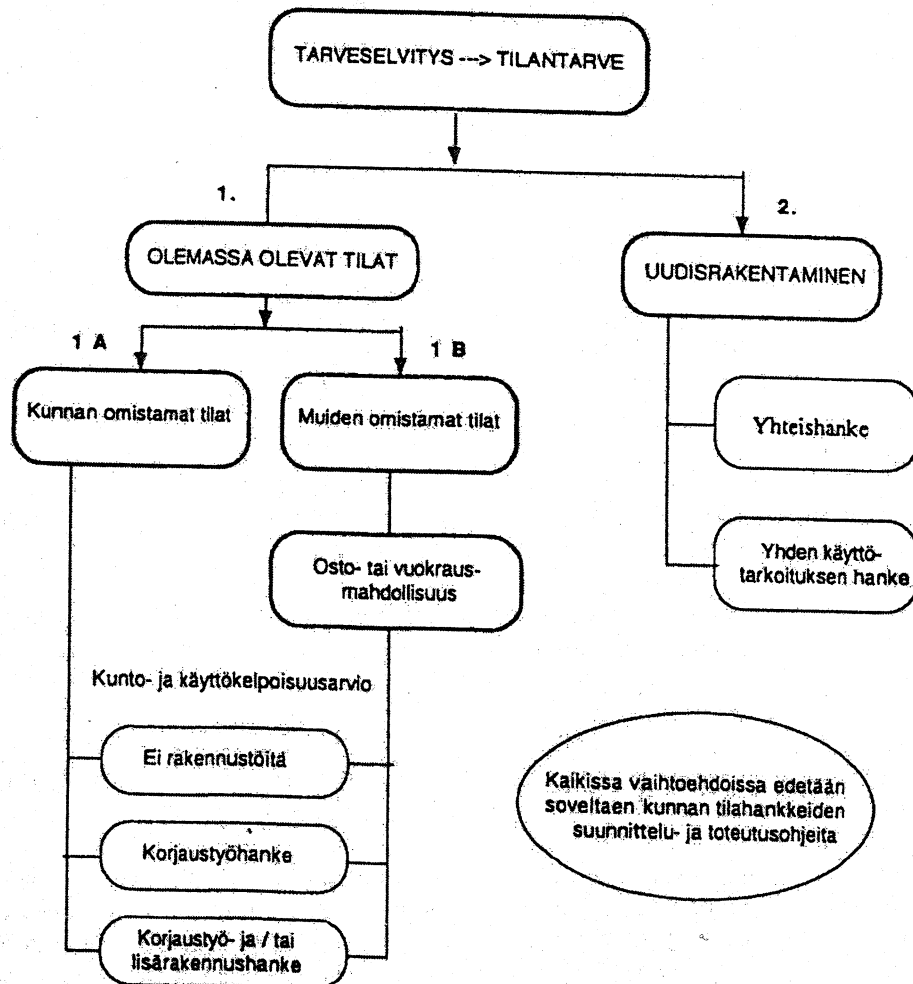 TARVESELVITYS ---> TILANTARVE
1.
2.
OLEMASSA OLEVAT TILAT
UUDISRAKENTAMINEN
1 A
1 B
Kunnan omistamat tilat
Muiden omistamat tilat
Yhteishanke
Osto- tai vuokraus-
mahdollisuus
Yhden käyttö-
tarkoituksen hanke
Kunto- ja käyttökelpoisuusarvio
Ei rakennustöitä
Korjaustyöhanke
Korjaustyö- ja / tai
lisärakennushanke
Kaikissa vaihtoehdoissa edetään
soveltaen kunnan tilahankkeiden
suunnittelu- ja toteutusohjeita